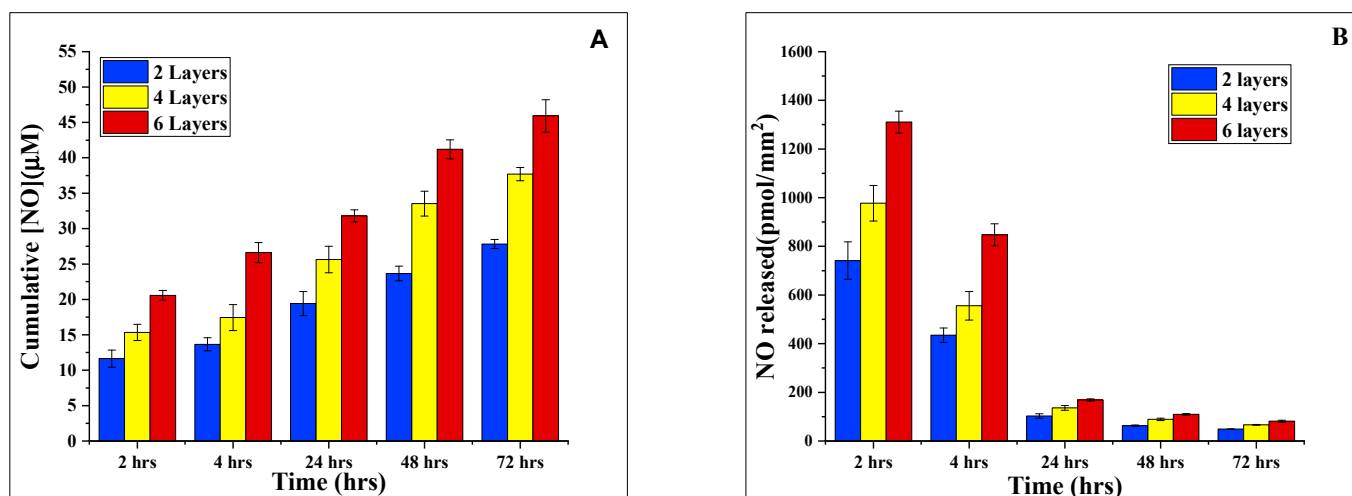 A
55
50
45
40
35
30
25
20
15
10
5
0
Cumulative [NO](μM)
2 Layers
4 Layers
6 Layers
2 hrs 4 hrs 24 hrs 48 hrs 72 hrs
Time (hrs)
B
1600
1400
1200
1000
800
600
400
200
0
NO released(pmol/mm²)
2 layers
4 layers
6 layers
2 hrs 4 hrs 24 hrs 48 hrs 72 hrs
Time (hrs)